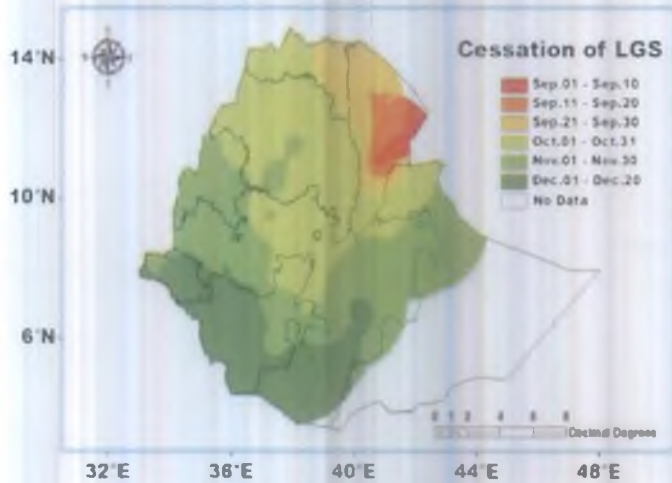 Cessation of LGS
Sep.01 - Sep.10
Sep.11 - Sep.20
Sep.21 - Sep.30
Oct.01 - Oct.31
Nov.01 - Nov.30
Dec.01 - Dec.20
No Data
14°N
10°N
6°N
Decimal Degrees
32°E 36°E 40°E 44°E 48°E